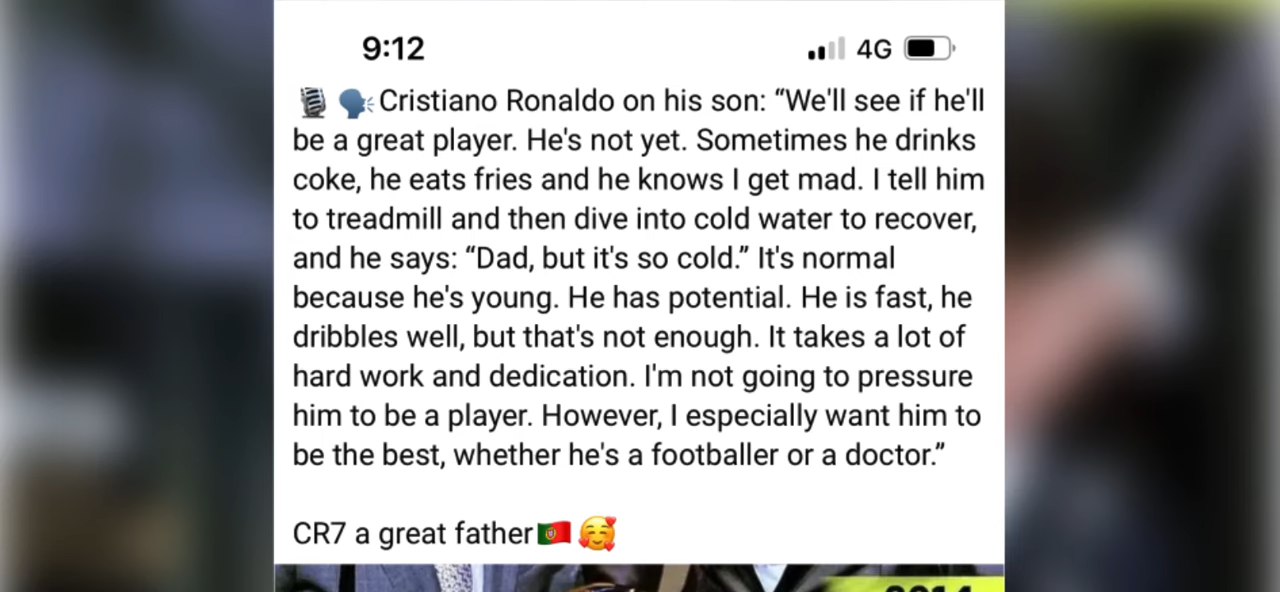 9:12
4G
🎙️ 🗣️ Cristiano Ronaldo on his son: “We'll see if he'll
be a great player. He's not yet. Sometimes he drinks
coke, he eats fries and he knows I get mad. I tell him
to treadmill and then dive into cold water to recover,
and he says: “Dad, but it's so cold.” It's normal
because he's young. He has potential. He is fast, he
dribbles well, but that's not enough. It takes a lot of
hard work and dedication. I'm not going to pressure
him to be a player. However, I especially want him to
be the best, whether he's a footballer or a doctor.”
CR7 a great father🇵🇹 🥰